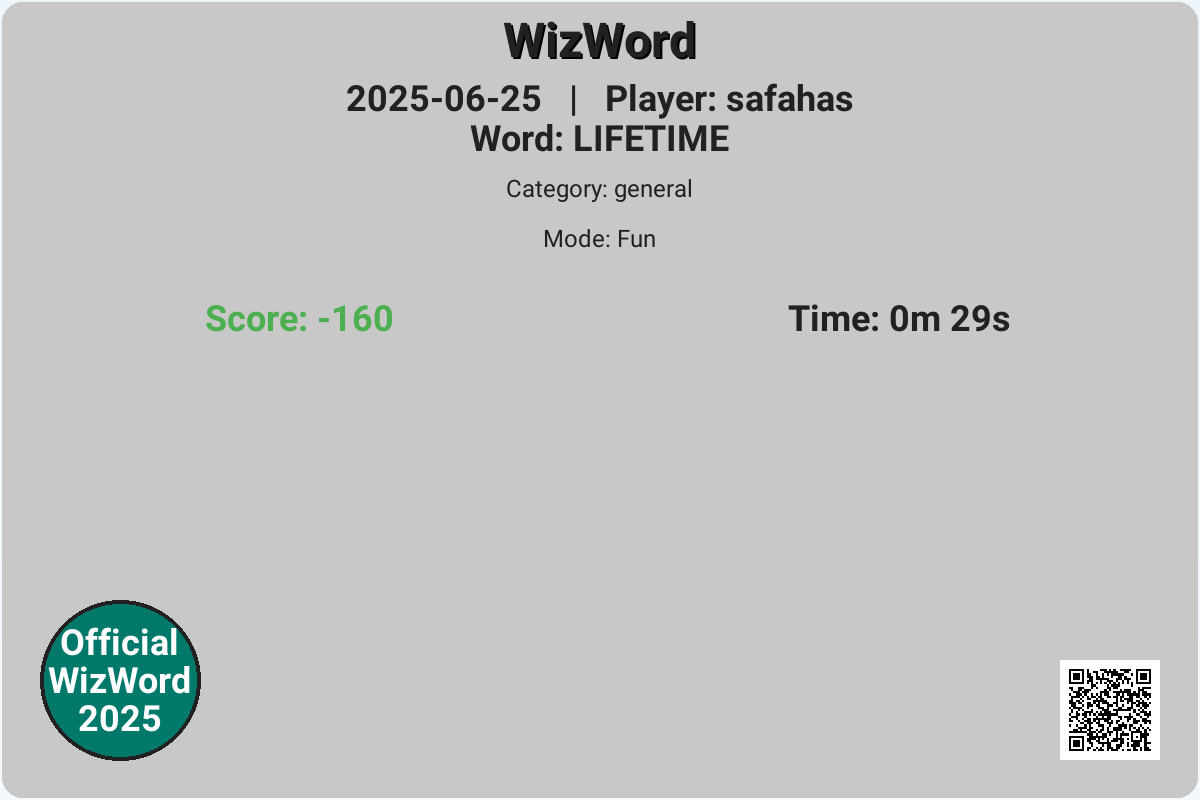 WizWord
2025-06-25 | Player: safahas
Word: LIFETIME
Category: general
Mode: Fun
Score: -160 Time: 0m 29s
Official
WizWord
2025